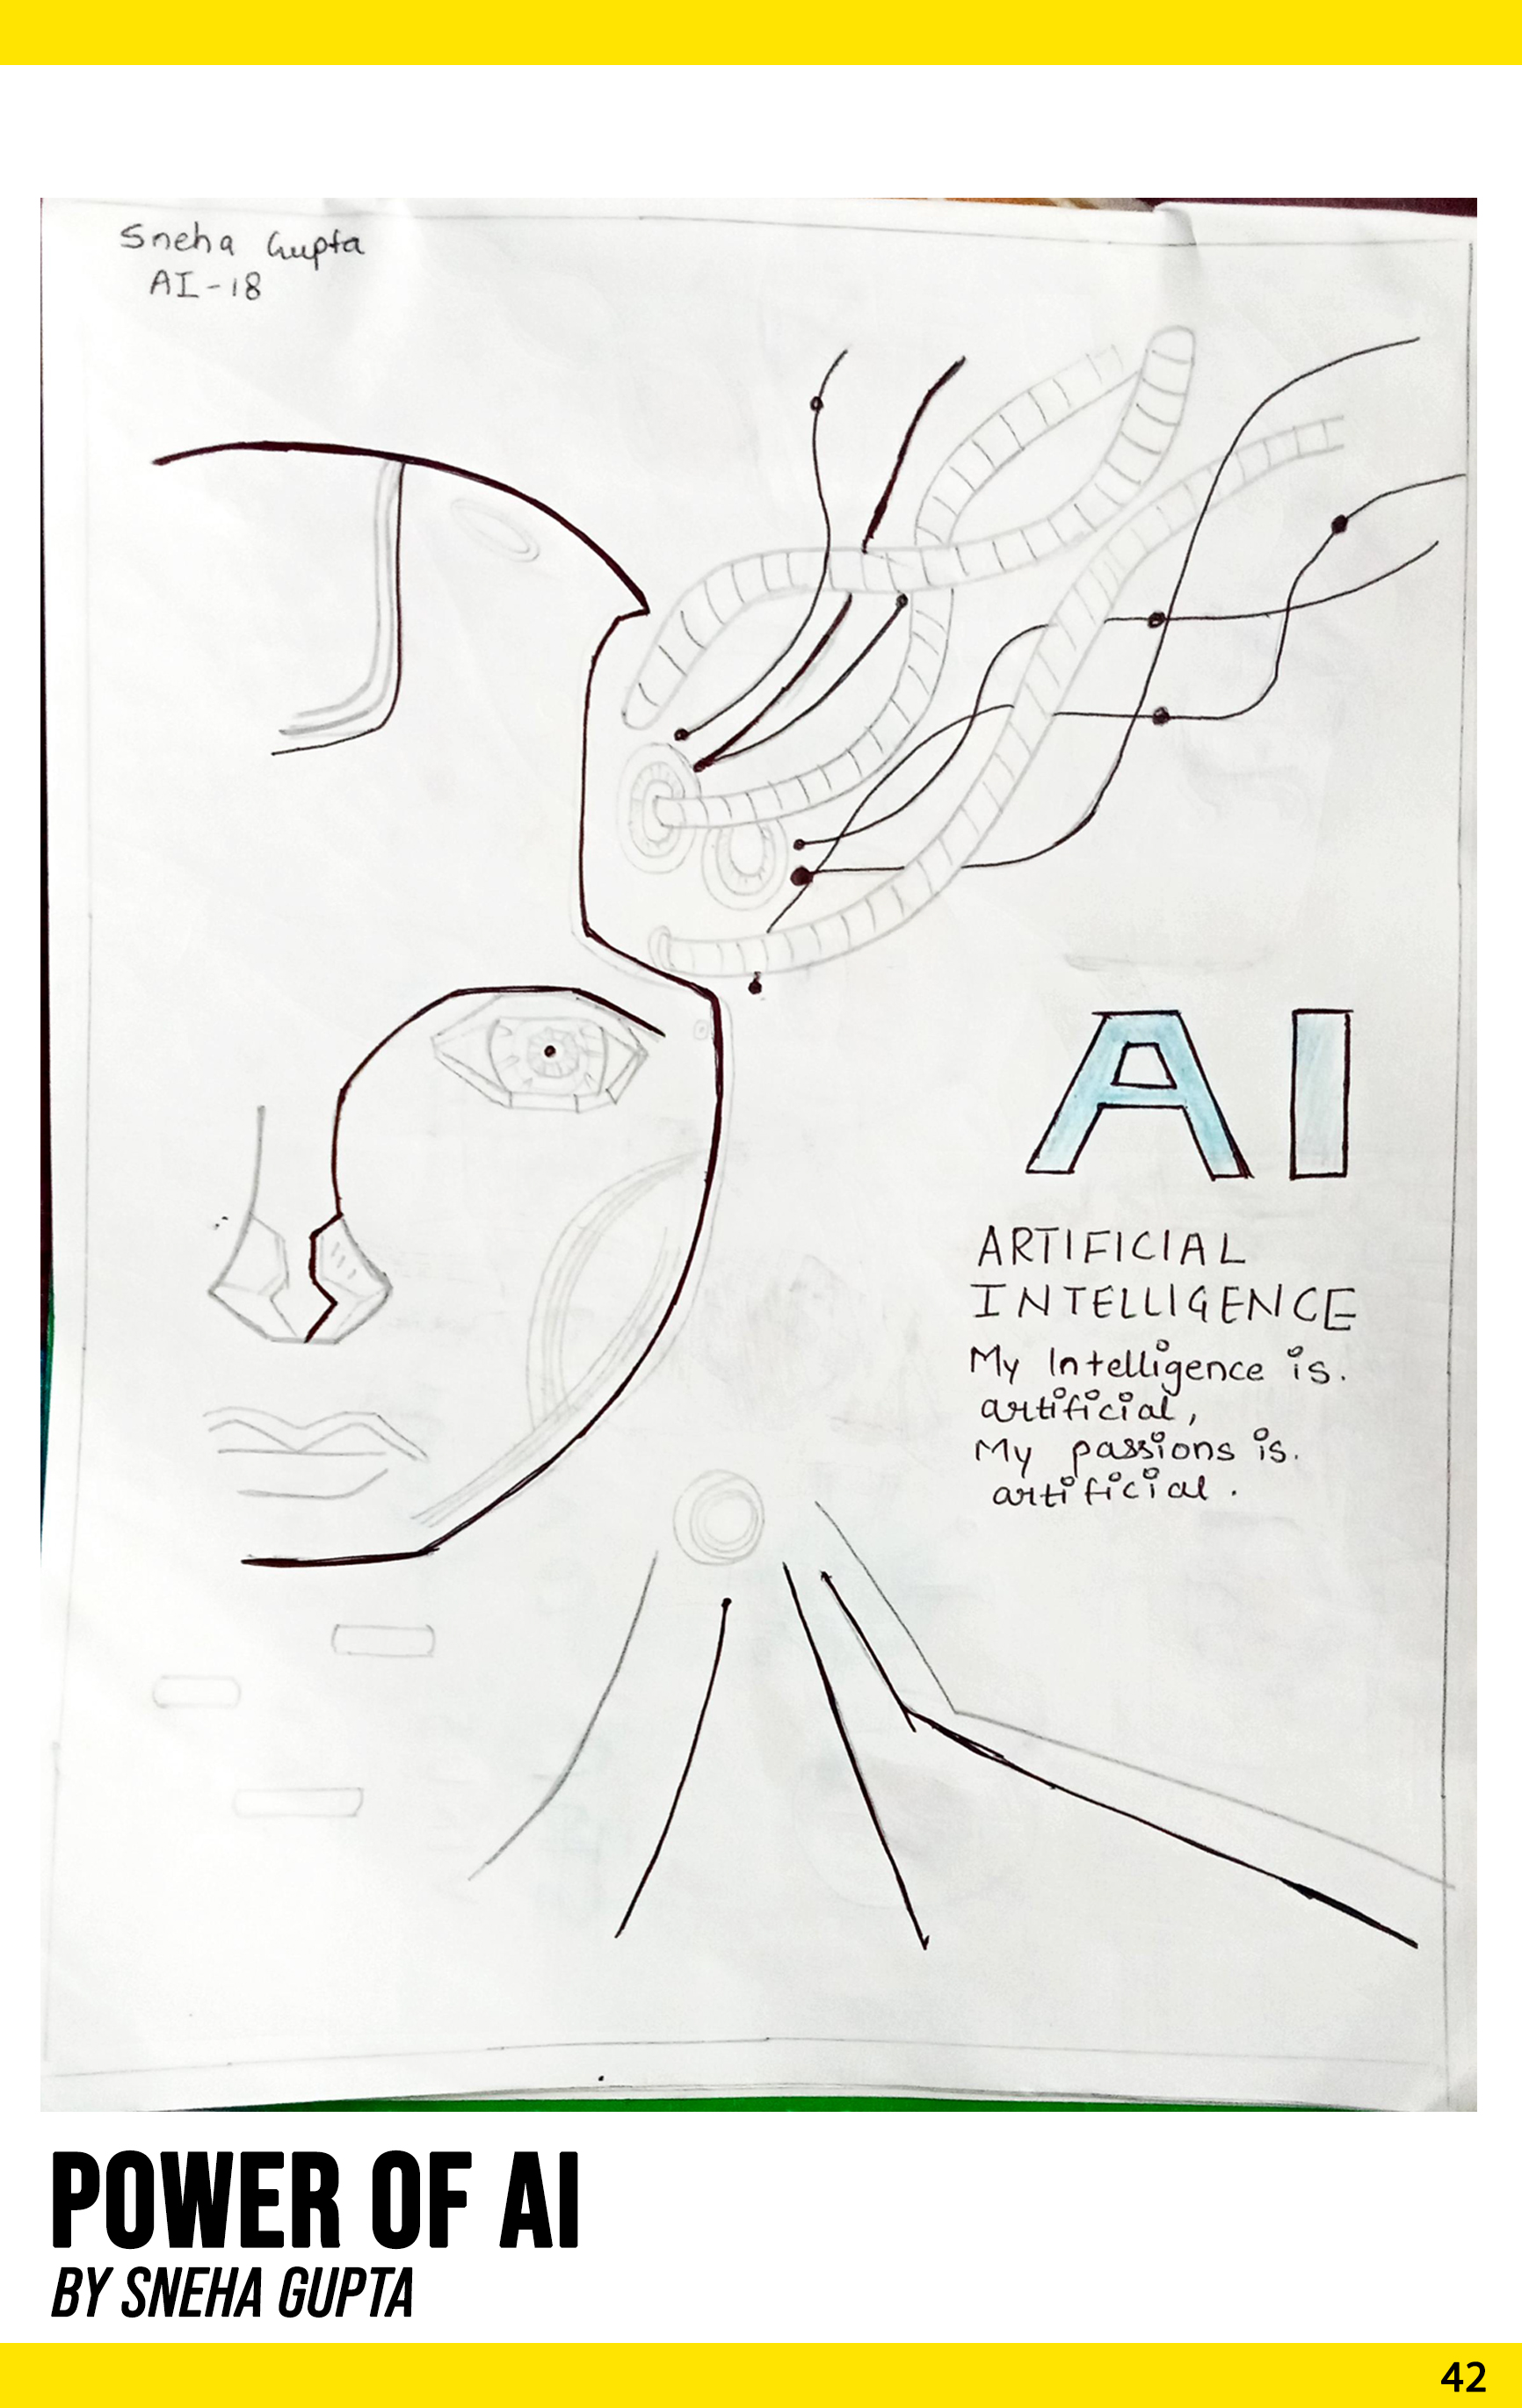 Sneha Gupta
AI-18
AI
ARTIFICIAL
INTELLIGENCE
My Intelligence is.
artificial,
My passions is.
artificial.
POWER OF AI
BY SNEHA GUPTA
42